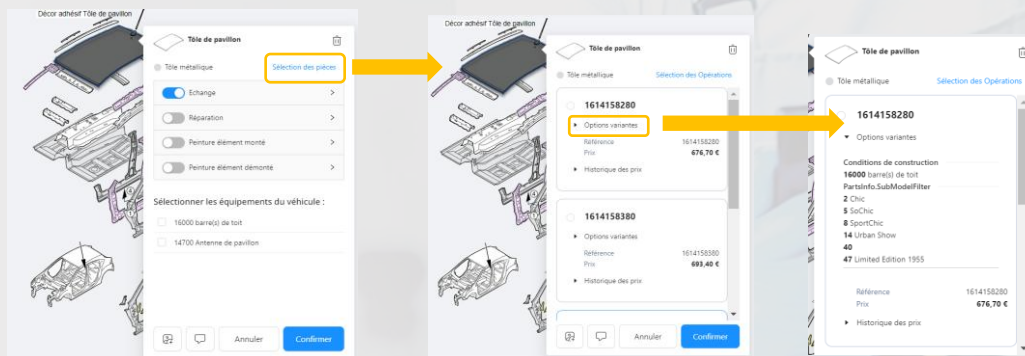 Décor adhésif Tôle de pavillon
Tôle de pavillon
Tôle métallique
Sélection des pièces
Echange
Réparation
Peinture élément monté
Peinture élément démonté
Sélectionner les équipements du véhicule :
16000 barre(s) de toit
14700 Antenne de pavillon
Annuler
Confirmer
Décor adhésif Tôle de pavillon
Tôle de pavillon
Tôle métallique
Sélection des Opérations
1614158280
Options variantes
Référence 1614158280
Prix 676,70 €
Historique des prix
1614158380
Options variantes
Référence 1614158380
Prix 693,40 €
Historique des prix
Annuler
Confirmer
Tôle de pavillon
Tôle métallique
Sélection des Opérations
1614158280
Options variantes
Conditions de construction
16000 barre(s) de toit
PartsInfo.SubModelFilter
2 Chic
5 SoChic
8 SportChic
14 Urban Show
40
47 Limited Edition 1955
Référence 1614158280
Prix 676,70 €
Historique des prix